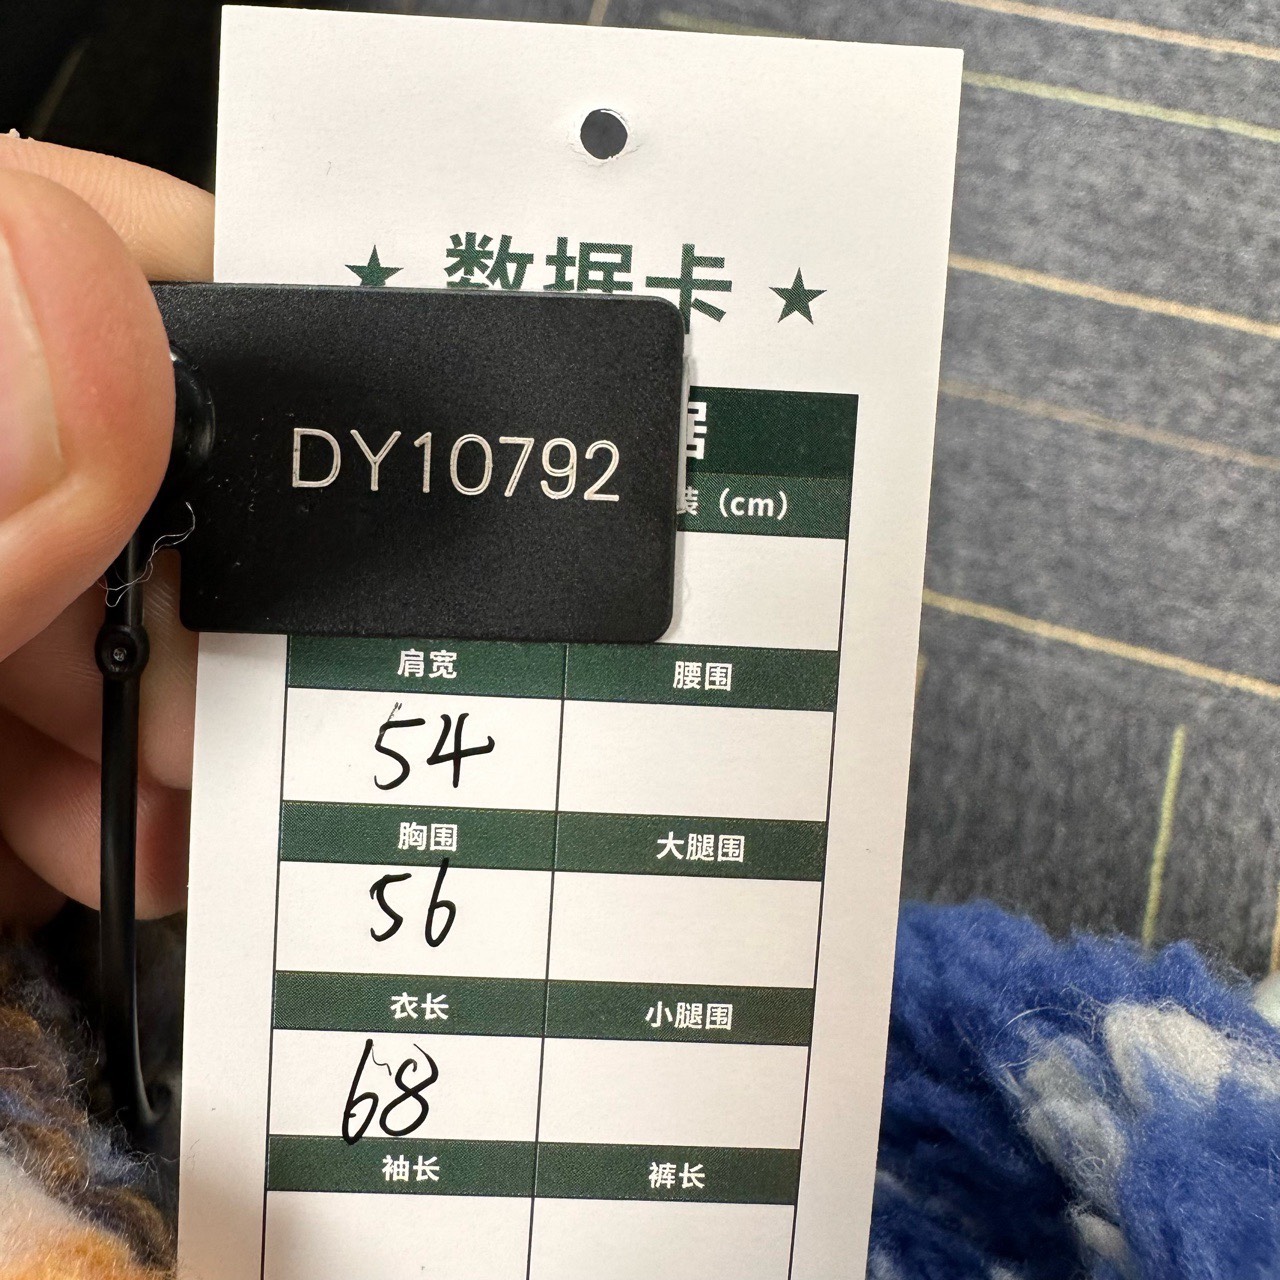 ★ 数据卡 ★
DY10792
据
装（cm）
肩宽 腰围
54
胸围 大腿围
56
衣长 小腿围
68
袖长 裤长